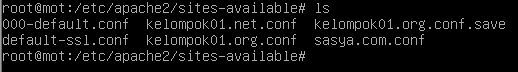 root@mot:/etc/apache2/sites-available# ls
000-default.conf  kelompok01.net.conf  kelompok01.org.conf.save
default-ssl.conf  kelompok01.org.conf  sasya.com.conf
root@mot:/etc/apache2/sites-available#